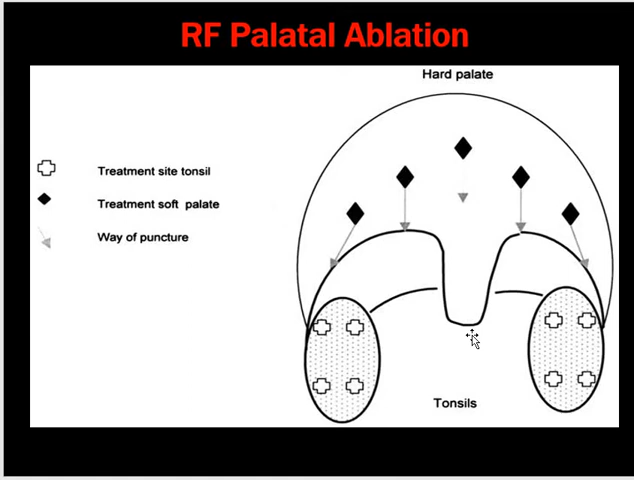 RF Palatal Ablation
Hard palate
Treatment site tonsil
Treatment soft palate
Way of puncture
Tonsils